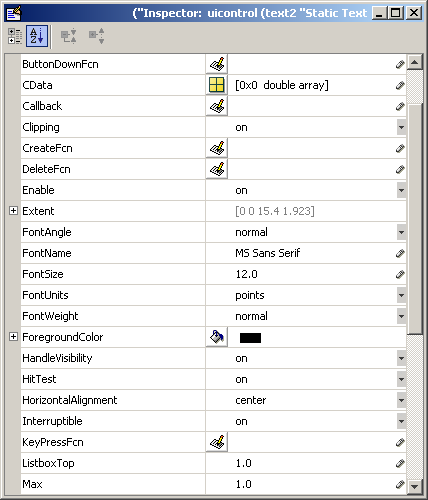 ("Inspector:  uicontrol (text2 "Static Text
ButtonDownFcn
CData [0x0  double array]
Callback
Clipping on
CreateFcn
DeleteFcn
Enable on
Extent [0 0 15.4 1.923]
FontAngle normal
FontName MS Sans Serif
FontSize 12.0
FontUnits points
FontWeight normal
ForegroundColor
HandleVisibility on
HitTest on
HorizontalAlignment center
Interruptible on
KeyPressFcn
ListboxTop 1.0
Max 1.0